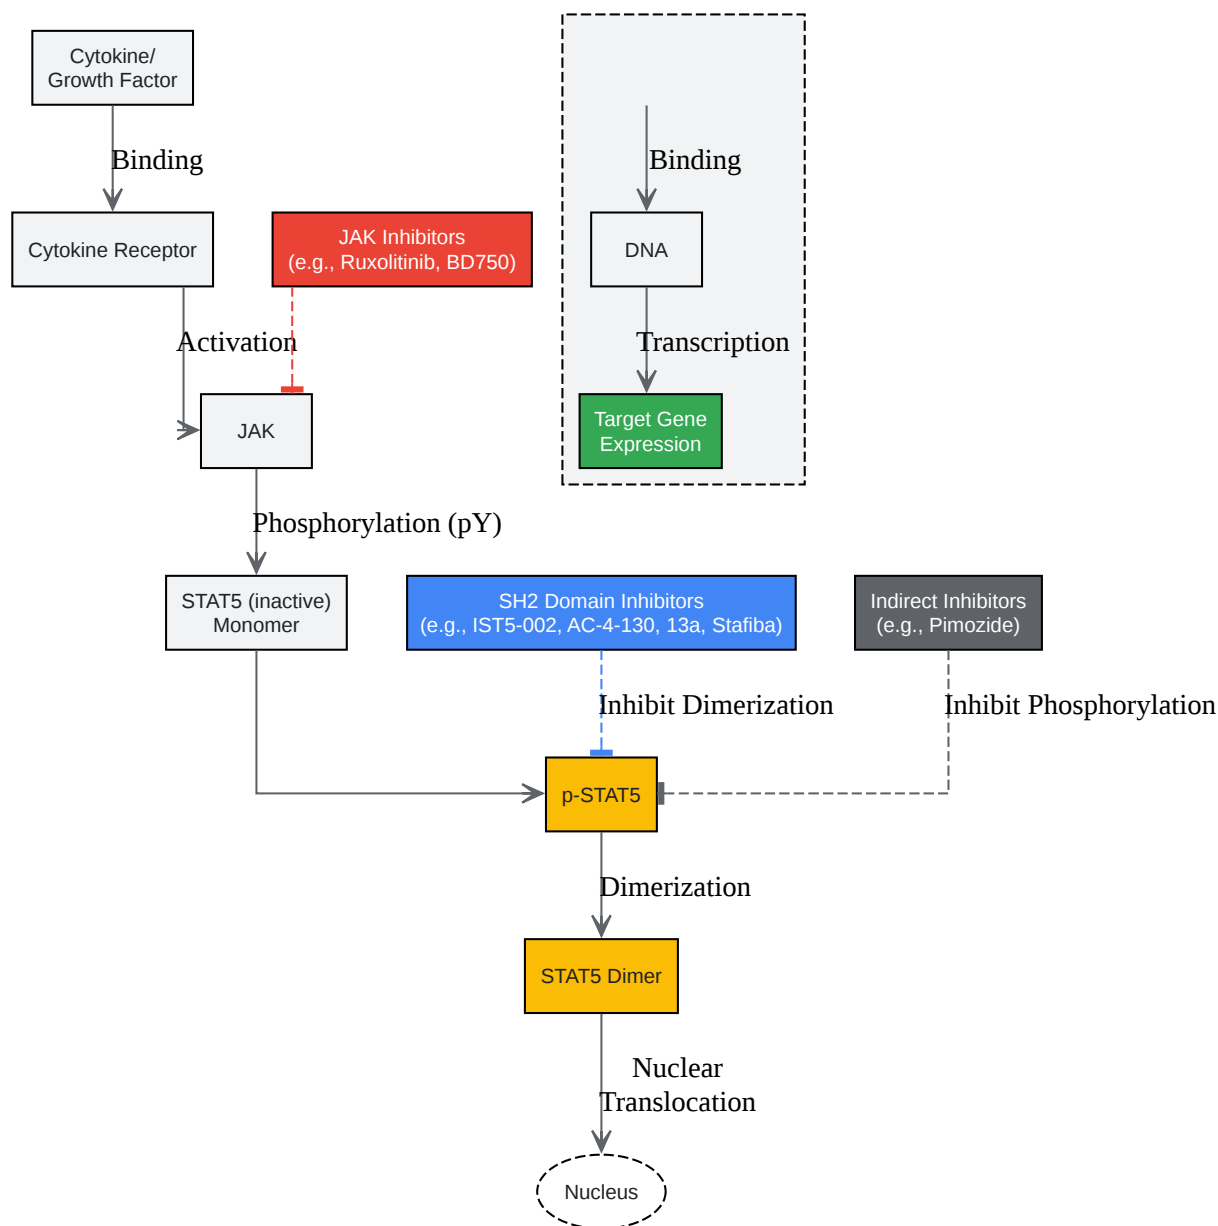 Cytokine/
Growth Factor
Binding
Binding
Cytokine Receptor
JAK Inhibitors
(e.g., Ruxolitinib, BD750)
DNA
Activation
Transcription
JAK
Target Gene
Expression
Phosphorylation (pY)
STAT5 (inactive)
Monomer
SH2 Domain Inhibitors
(e.g., IST5-002, AC-4-130, 13a, Stafiba)
Indirect Inhibitors
(e.g., Pimozide)
Inhibit Dimerization
Inhibit Phosphorylation
p-STAT5
Dimerization
STAT5 Dimer
Nuclear
Translocation
Nucleus